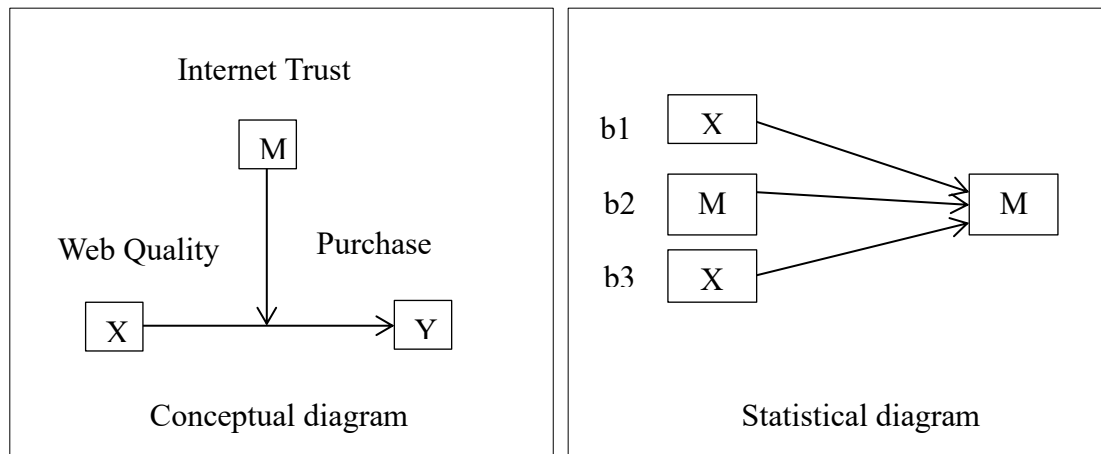 Internet Trust
M
Web Quality
Purchase
X
Y
Conceptual diagram
b1
X
b2
M
M
b3
X
Statistical diagram